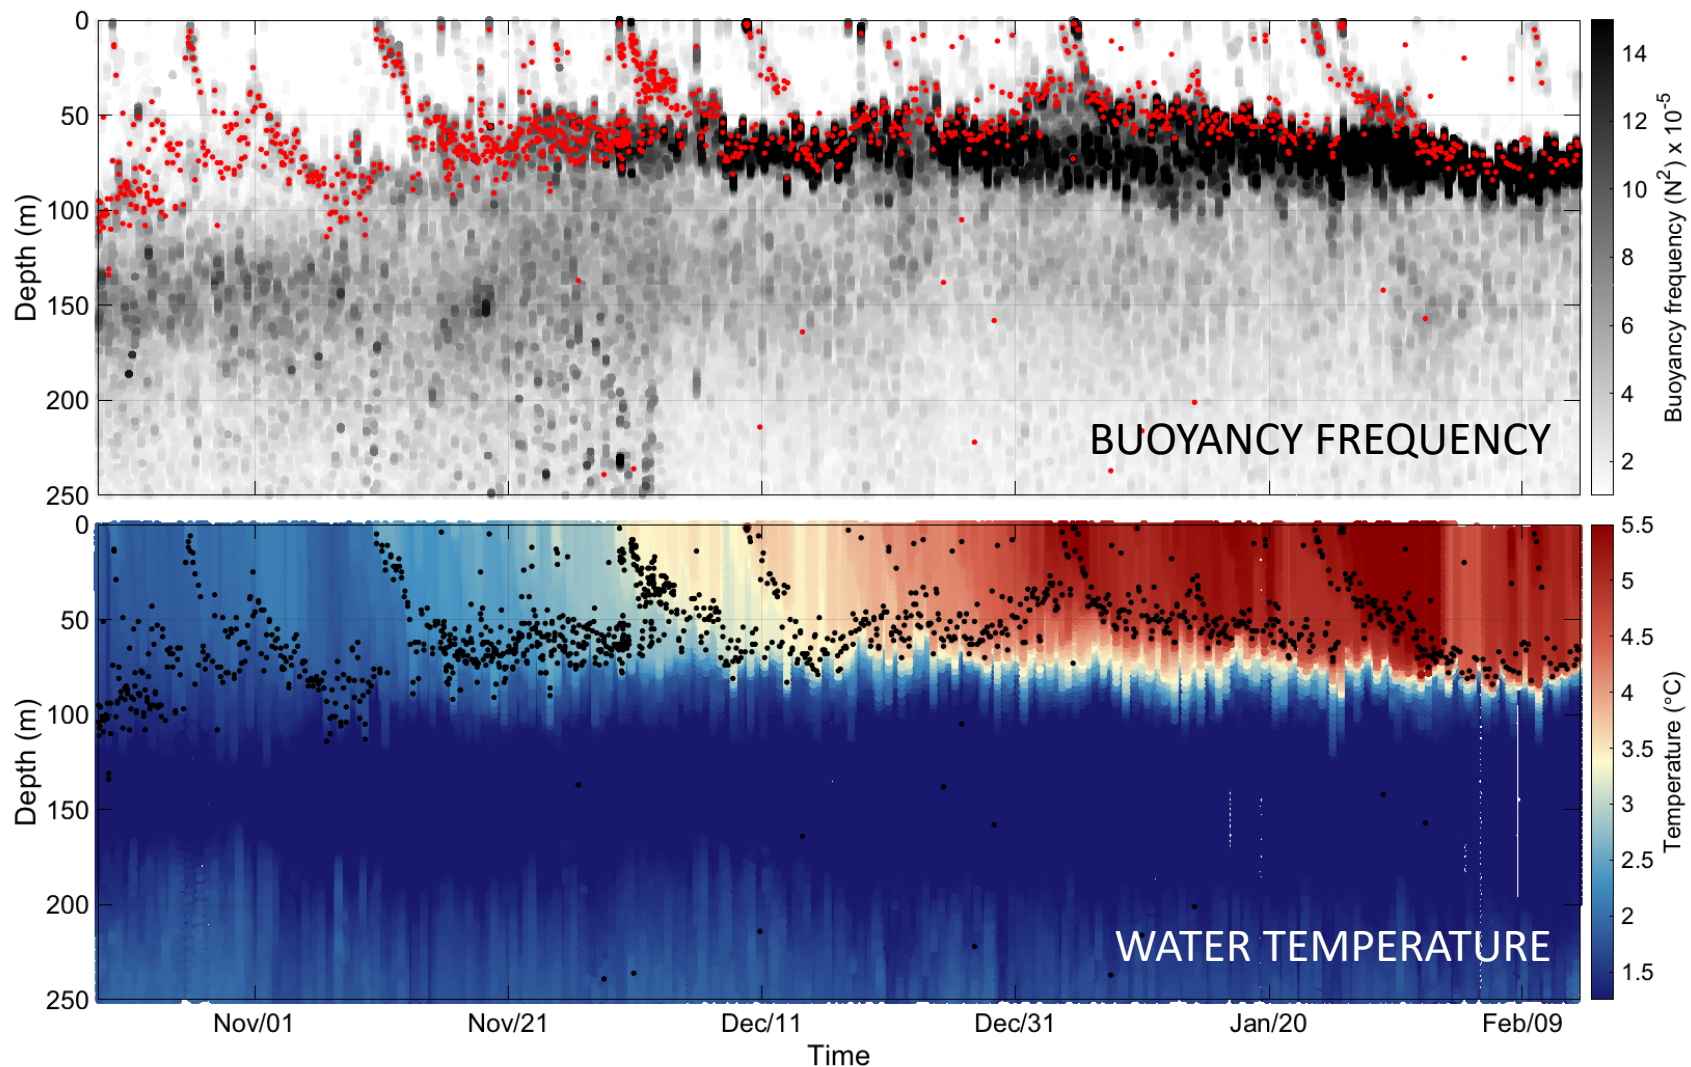 0
50
100
150
200
250
Depth (m)
BUOYANCY FREQUENCY
14
12
10
8
6
4
2
Buoyancy frequency (N²) x 10⁻⁵
0
50
100
150
200
250
Depth (m)
WATER TEMPERATURE
5.5
5
4.5
4
3.5
3
2.5
2
1.5
Temperature (°C)
Nov/01
Nov/21
Dec/11
Dec/31
Jan/20
Feb/09
Time